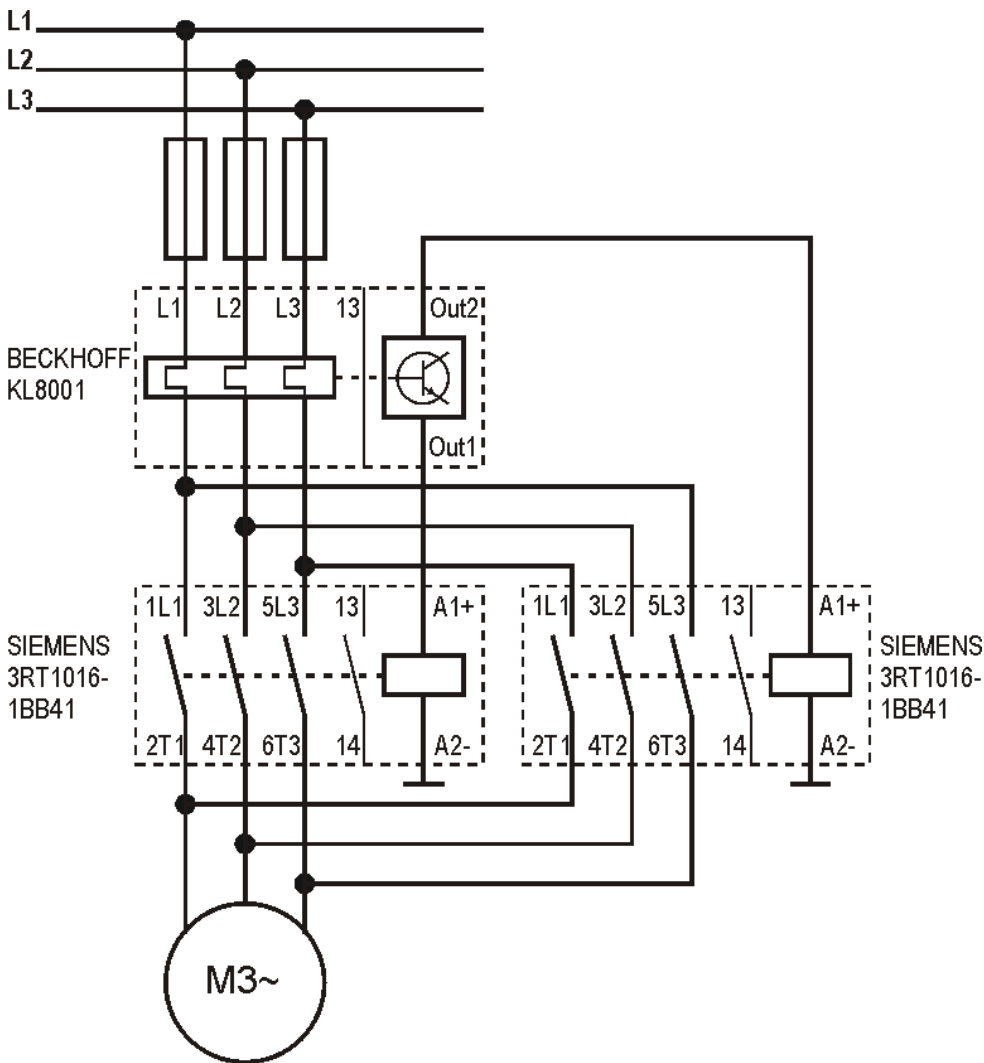 L1
L2
L3
L1 L2 L3 13 Out2
BECKHOFF
KL8001
Out1
1L1 3L2 5L3 13 A1+
SIEMENS
3RT1016-
1BB41
2T1 4T2 6T3 14 A2-
1L1 3L2 5L3 13 A1+
SIEMENS
3RT1016-
1BB41
2T1 4T2 6T3 14 A2-
M3~